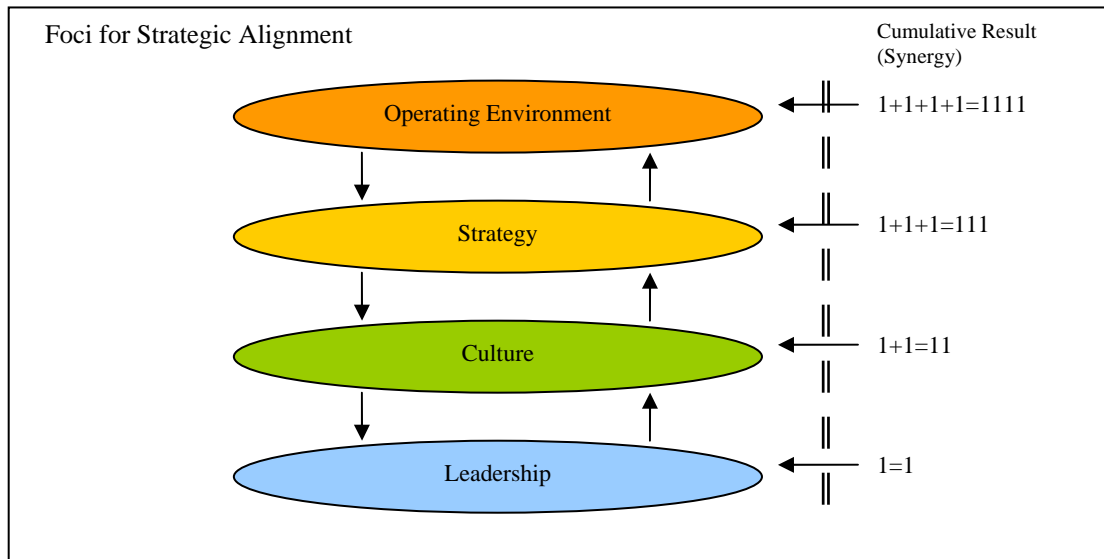 Foci for Strategic Alignment
Cumulative Result
(Synergy)
Operating Environment
1+1+1+1=1111
Strategy
1+1+1=111
Culture
1+1=11
Leadership
1=1